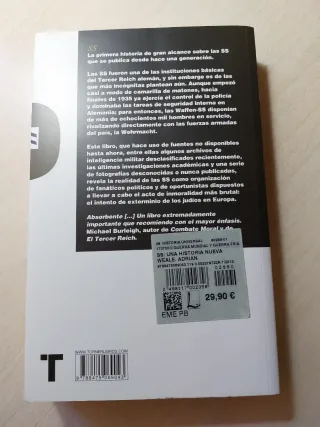 SS
La primera historia de gran alcance sobre las SS
que se publica desde hace una generación.
Las SS fueron una de las instituciones básicas
del Tercer Reich alemán, y sin embargo es de las
que más incógnitas plantean aún. Aunque empezó
casi a modo de camarilla de matones, hacia
finales de 1935 ya ejercía el control de la policía
y dominaba las tareas de seguridad interna en
Alemania; para entonces, las Waffen-SS disponían
de más de ochocientos mil hombres en servicio,
rivalizando directamente con las fuerzas armadas
del país, la Wehrmacht.
Este libro, que hace uso de fuentes no disponibles
hasta ahora, entre ellas algunos archivos de
inteligencia militar desclasificados recientemente,
las últimas investigaciones académicas y una serie
de fotografías desconocidas o nunca publicadas,
revela la realidad de las SS como organización
de fanáticos políticos y de oportunistas dispuestos
a llevar a cabo el acto de inmoralidad más brutal:
el intento de exterminio de los judíos en Europa.
Absorbente [...] Un libro extremadamente
importante que recomiendo con el mayor énfasis.
Michael Burleigh, autor de Combate Moral y de
El Tercer Reich.
HISTORIA UNIVERSAL
SS: UNA HISTORIA NUEVA
WEALE, ADRIAN
29,90 €
EME PB
T
WWW.TURNERLIBROS.COM